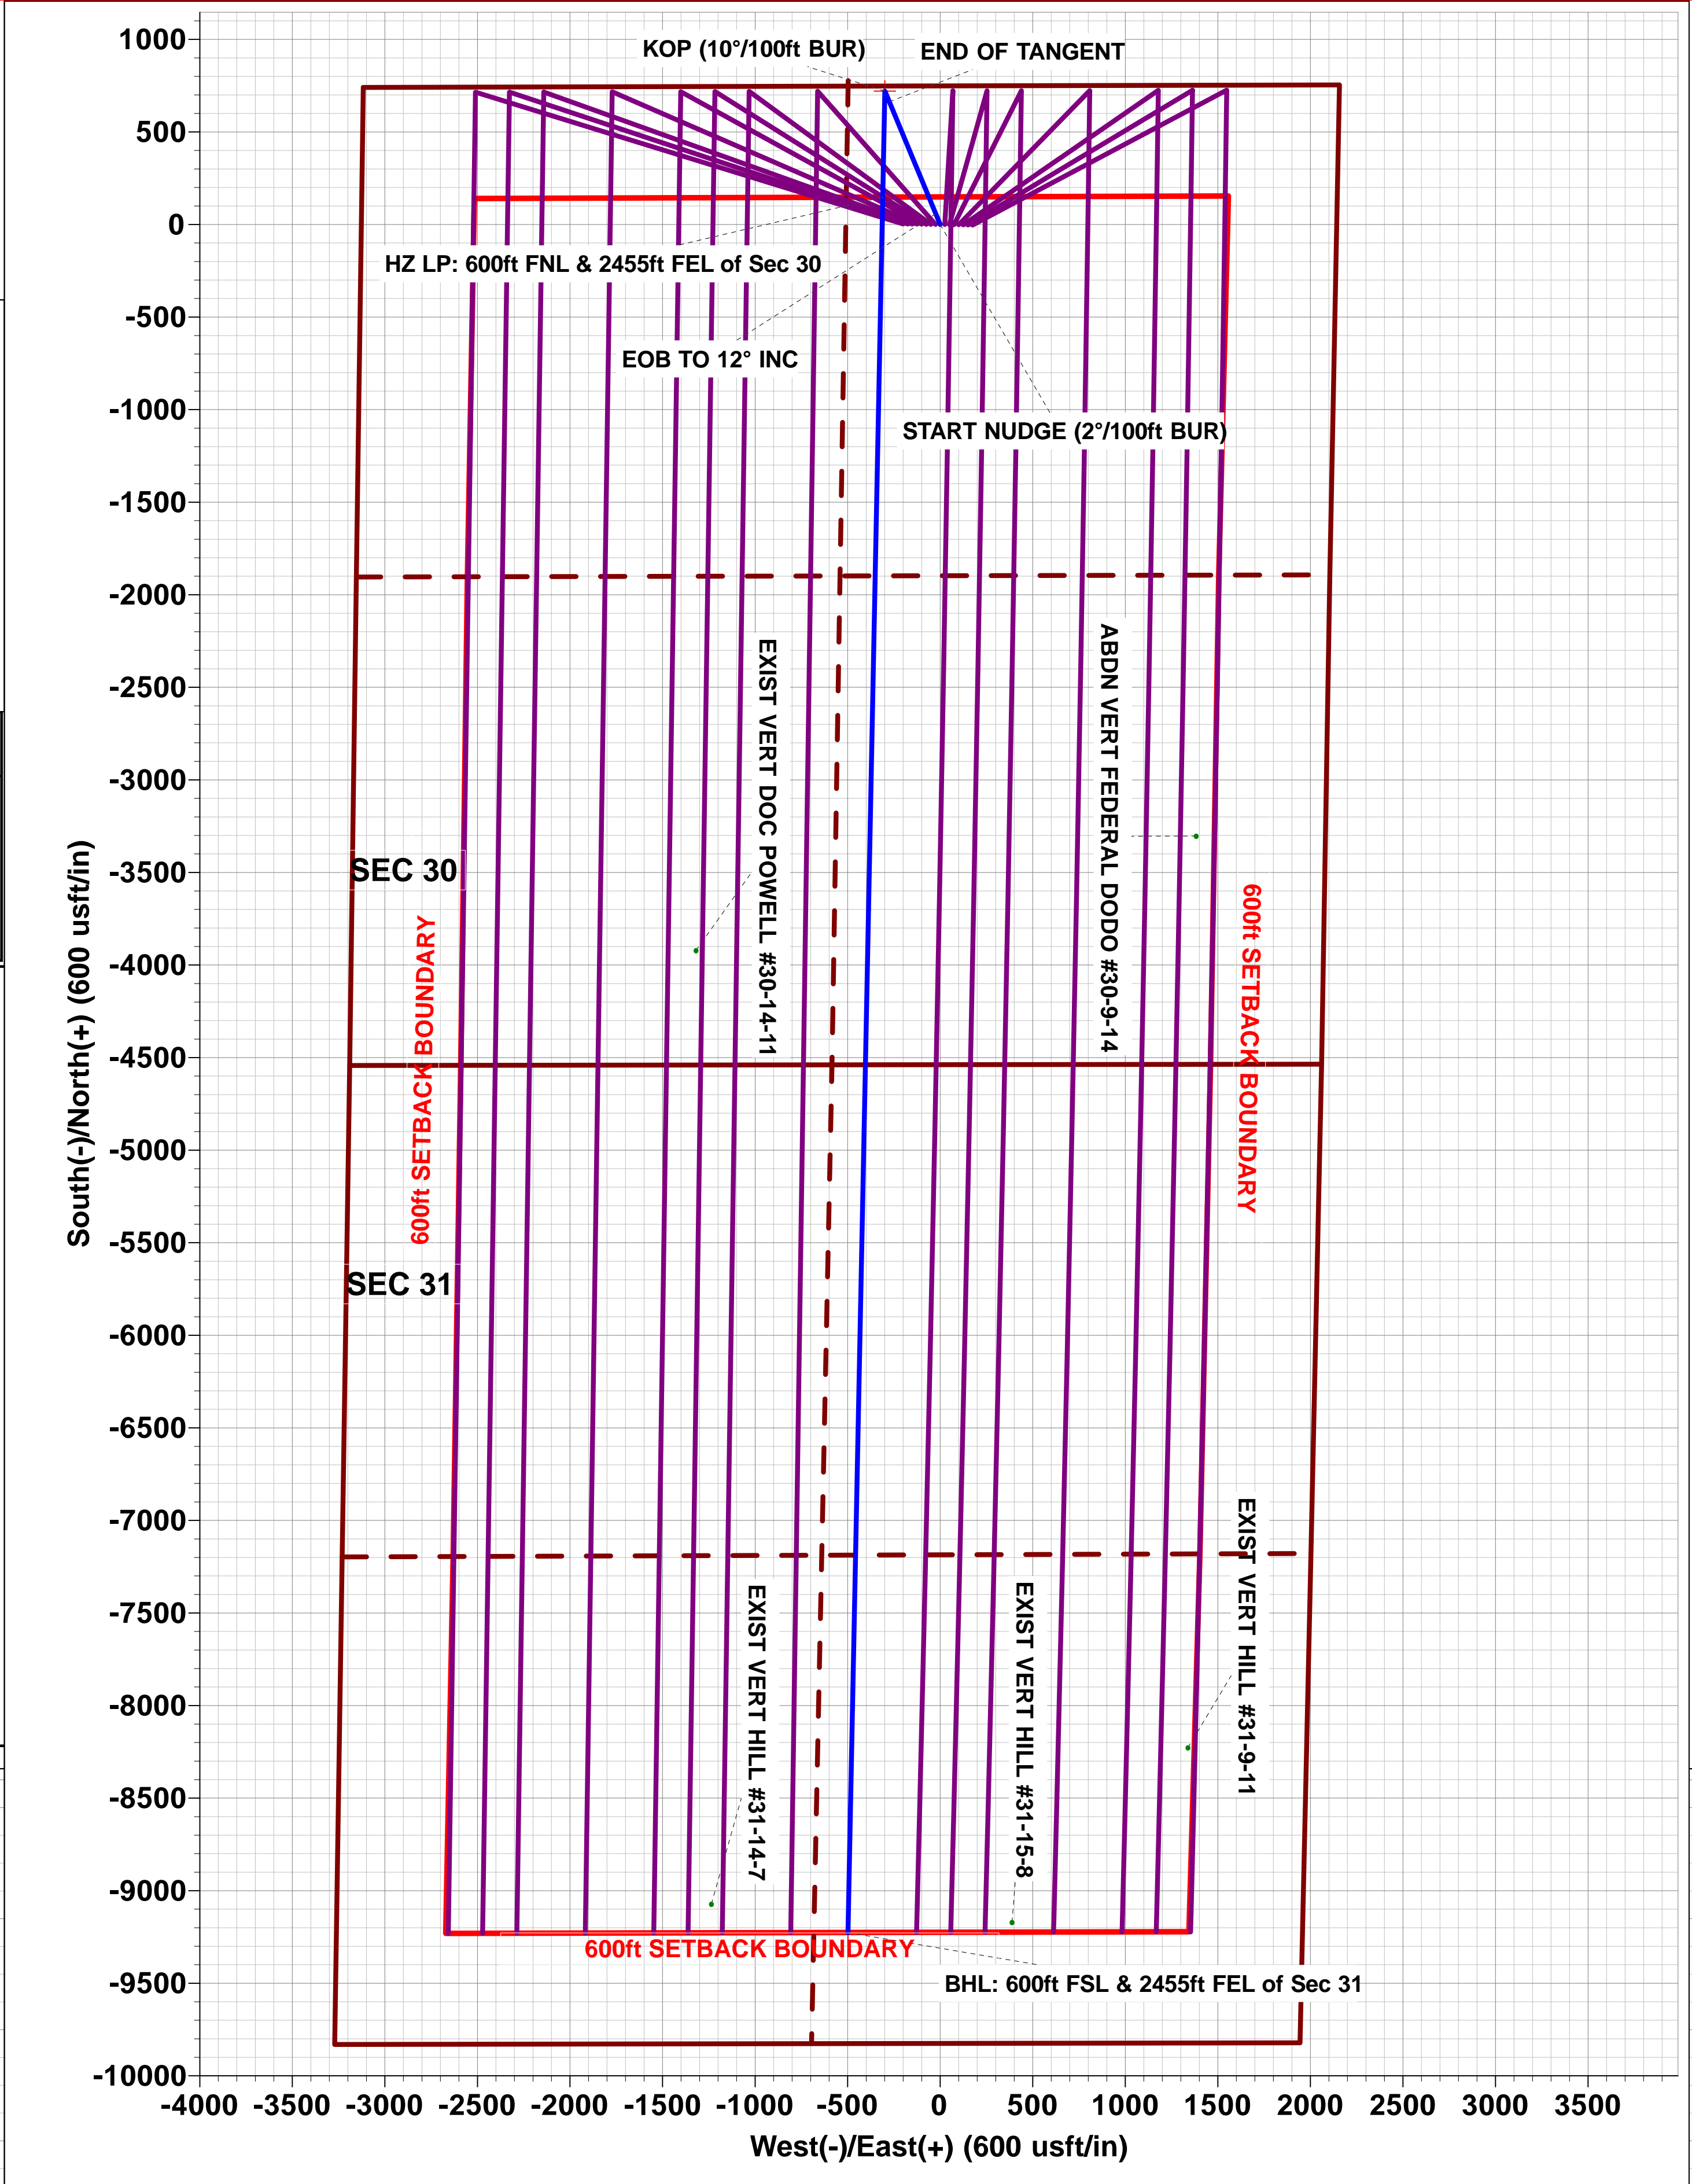 KOP (10°/100ft BUR)
END OF TANGENT
1000
500
0
-500
-1000
-1500
-2000
-2500
-3000
-3500
-4000
-4500
-5000
-5500
-6000
-6500
-7000
-7500
-8000
-8500
-9000
-9500
-10000
South(-)/North(+) (600 usft/in)
HZ LP: 600ft FNL & 2455ft FEL of Sec 30
EOB TO 12° INC
START NUDGE (2°/100ft BUR)
EXIST VERT DOC POWELL #30-14-11
ABDN VERT FEDERAL DODO #30-9-14
SEC 30
600ft SETBACK BOUNDARY
600ft SETBACK BOUNDARY
SEC 31
EXIST VERT HILL #31-14-7
EXIST VERT HILL #31-15-8
EXIST VERT HILL #31-9-11
600ft SETBACK BOUNDARY
BHL: 600ft FSL & 2455ft FEL of Sec 31
-4000 -3500 -3000 -2500 -2000 -1500 -1000 -500 0 500 1000 1500 2000 2500 3000 3500
West(-)/East(+) (600 usft/in)